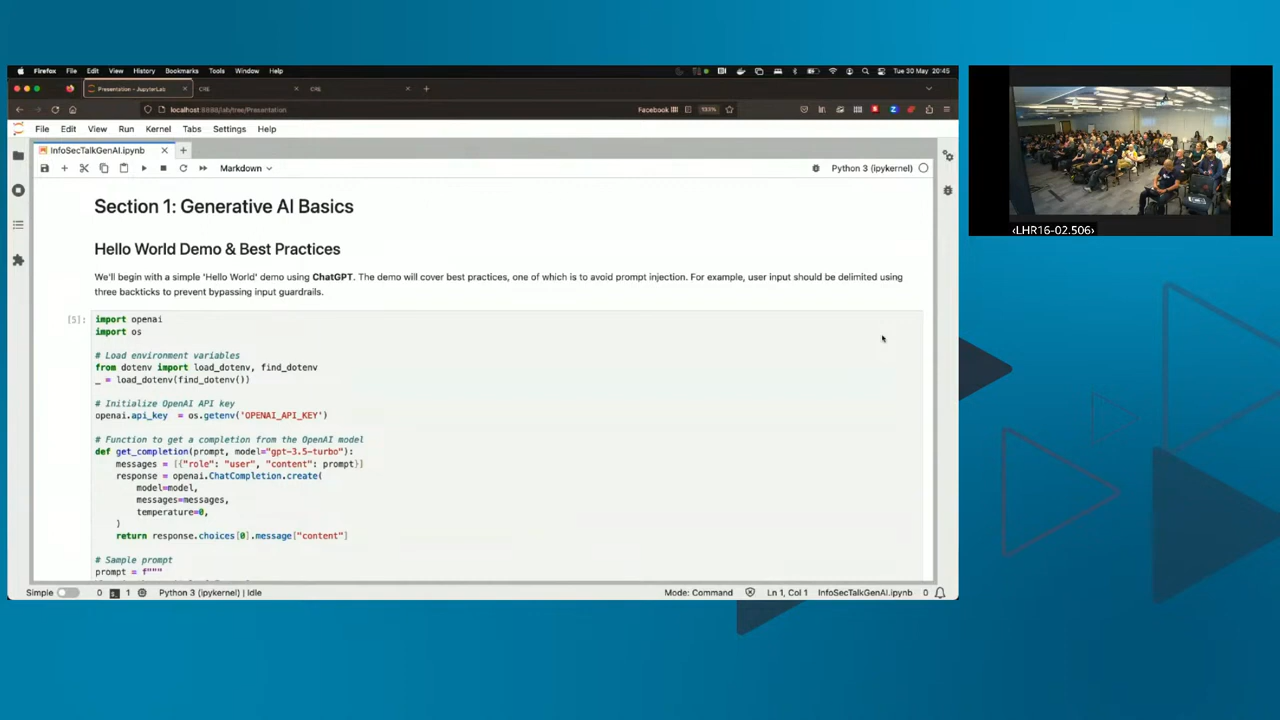 Firefox File Edit View History Bookmarks Tools Window Help Tue 30 May 20:45
Presentation - JupyterLab CRE CRE
localhost:8888/lab/tree/Presentation Facebook 133%
File Edit View Run Kernel Tabs Settings Help
InfoSecTalkGenAI.ipynb
Markdown Python 3 (ipykernel)
Section 1: Generative AI Basics
Hello World Demo & Best Practices
We'll begin with a simple 'Hello World' demo using ChatGPT. The demo will cover best practices, one of which is to avoid prompt injection. For example, user input should be delimited using
three backticks to prevent bypassing input guardrails.
[5]: import openai
import os
# Load environment variables
from dotenv import load_dotenv, find_dotenv
_ = load_dotenv(find_dotenv())
# Initialize OpenAI API key
openai.api_key = os.getenv('OPENAI_API_KEY')
# Function to get a completion from the OpenAI model
def get_completion(prompt, model="gpt-3.5-turbo"):
messages = [{"role": "user", "content": prompt}]
response = openai.ChatCompletion.create(
model=model,
messages=messages,
temperature=0,
)
return response.choices[0].message["content"]
# Sample prompt
prompt = f"""
Simple 0 1 Python 3 (ipykernel) | Idle Mode: Command Ln 1, Col 1 InfoSecTalkGenAI.ipynb 0
‹LHR16-02.506›